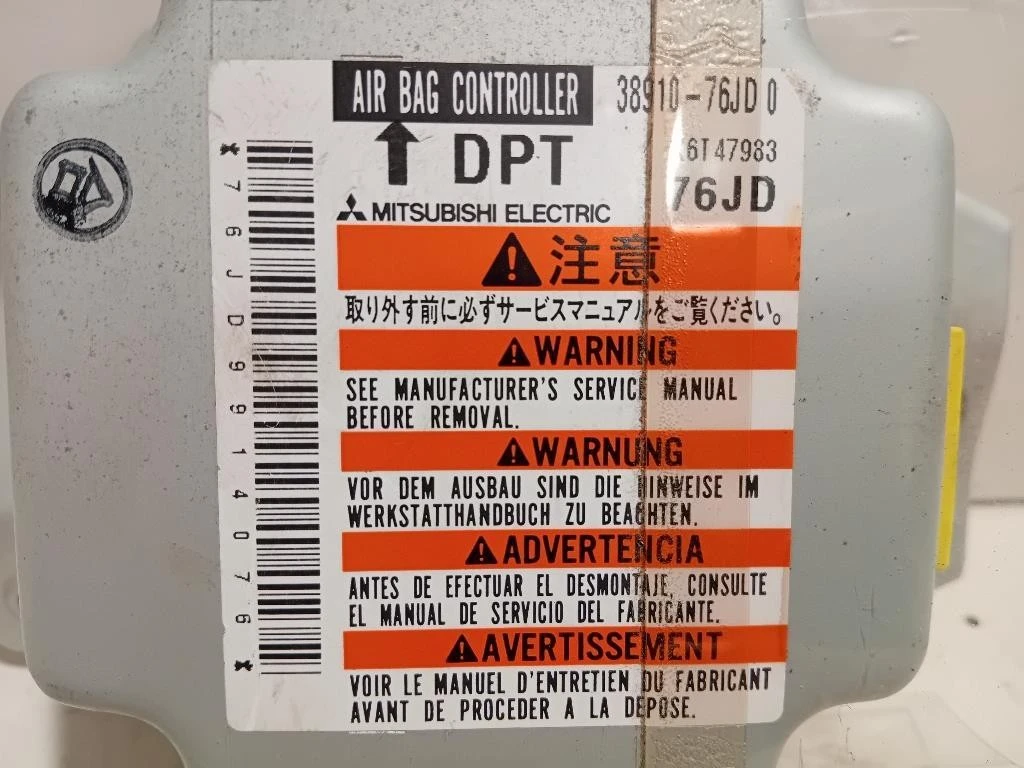 AIR BAG CONTROLLER 38910-76JD0
DPT 6T47983
MITSUBISHI ELECTRIC 76JD
注意
取り外す前に必ずサービスマニュアルをご覧ください。
WARNING
SEE MANUFACTURER'S SERVICE MANUAL
BEFORE REMOVAL.
WARNUNG
VOR DEM AUSBAU SIND DIE HINWEISE IM
WERKSTATTHANDBUCH ZU BEACHTEN.
ADVERTENCIA
ANTES DE EFECTUAR EL DESMONTAJE, CONSULTE
EL MANUAL DE SERVICIO DEL FABRICANTE.
AVERTISSEMENT
VOIR LE MANUEL D'ENTRETIEN DU FABRICANT
AVANT DE PROCEDER A LA DEPOSE.
*76JD9914076*